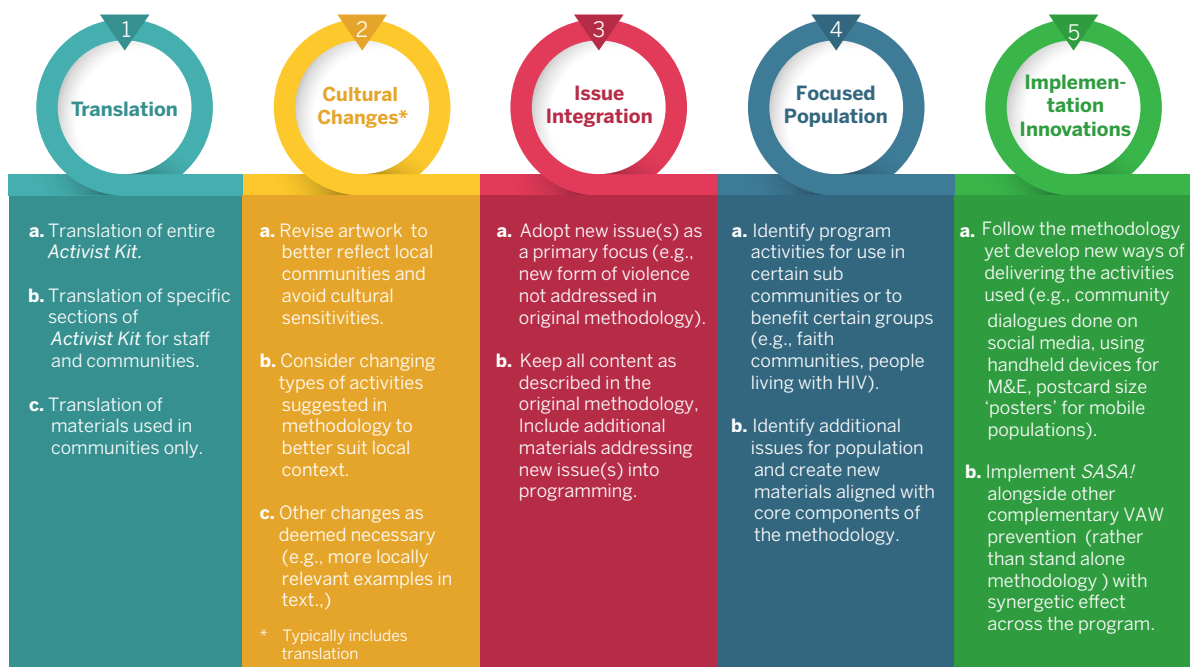 1
Translation
a. Translation of entire
Activist Kit.
b. Translation of specific
sections of
Activist Kit for staff
and communities.
c. Translation of
materials used in
communities only.
2
Cultural
Changes*
a. Revise artwork to
better reflect local
communities and
avoid cultural
sensitivities.
b. Consider changing
types of activities
suggested in
methodology to
better suit local
context.
c. Other changes as
deemed necessary
(e.g., more locally
relevant examples in
text.,)
* Typically includes
translation
3
Issue
Integration
a. Adopt new issue(s) as
a primary focus (e.g.,
new form of violence
not addressed in
original methodology).
b. Keep all content as
described in the
original methodology,
Include additional
materials addressing
new issue(s) into
programming.
4
Focused
Population
a. Identify program
activities for use in
certain sub
communities or to
benefit certain groups
(e.g., faith
communities, people
living with HIV).
b. Identify additional
issues for population
and create new
materials aligned with
core components of
the methodology.
5
Implemen-
tation
Innovations
a. Follow the methodology
yet develop new ways of
delivering the activities
used (e.g., community
dialogues done on
social media, using
handheld devices for
M&E, postcard size
‘posters’ for mobile
populations).
b. Implement SASA!
alongside other
complementary VAW
prevention (rather
than stand alone
methodology ) with
synergetic effect
across the program.